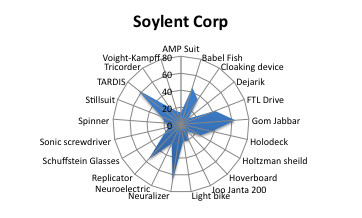 Soylent Corp
AMP Suit
Voight-Kampff
80
Babel Fish
Tricorder
60
Cloaking device
TARDIS
40
Dejarik
Stillsuit
20
FTL Drive
Spinner
0
Gom Jabbar
Sonic screwdriver
Holodeck
Schuffstein Glasses
Holtzman sheild
Replicator
Hoverboard
Neuroelectric
Joo Janta 200
Neuralizer
Light bike